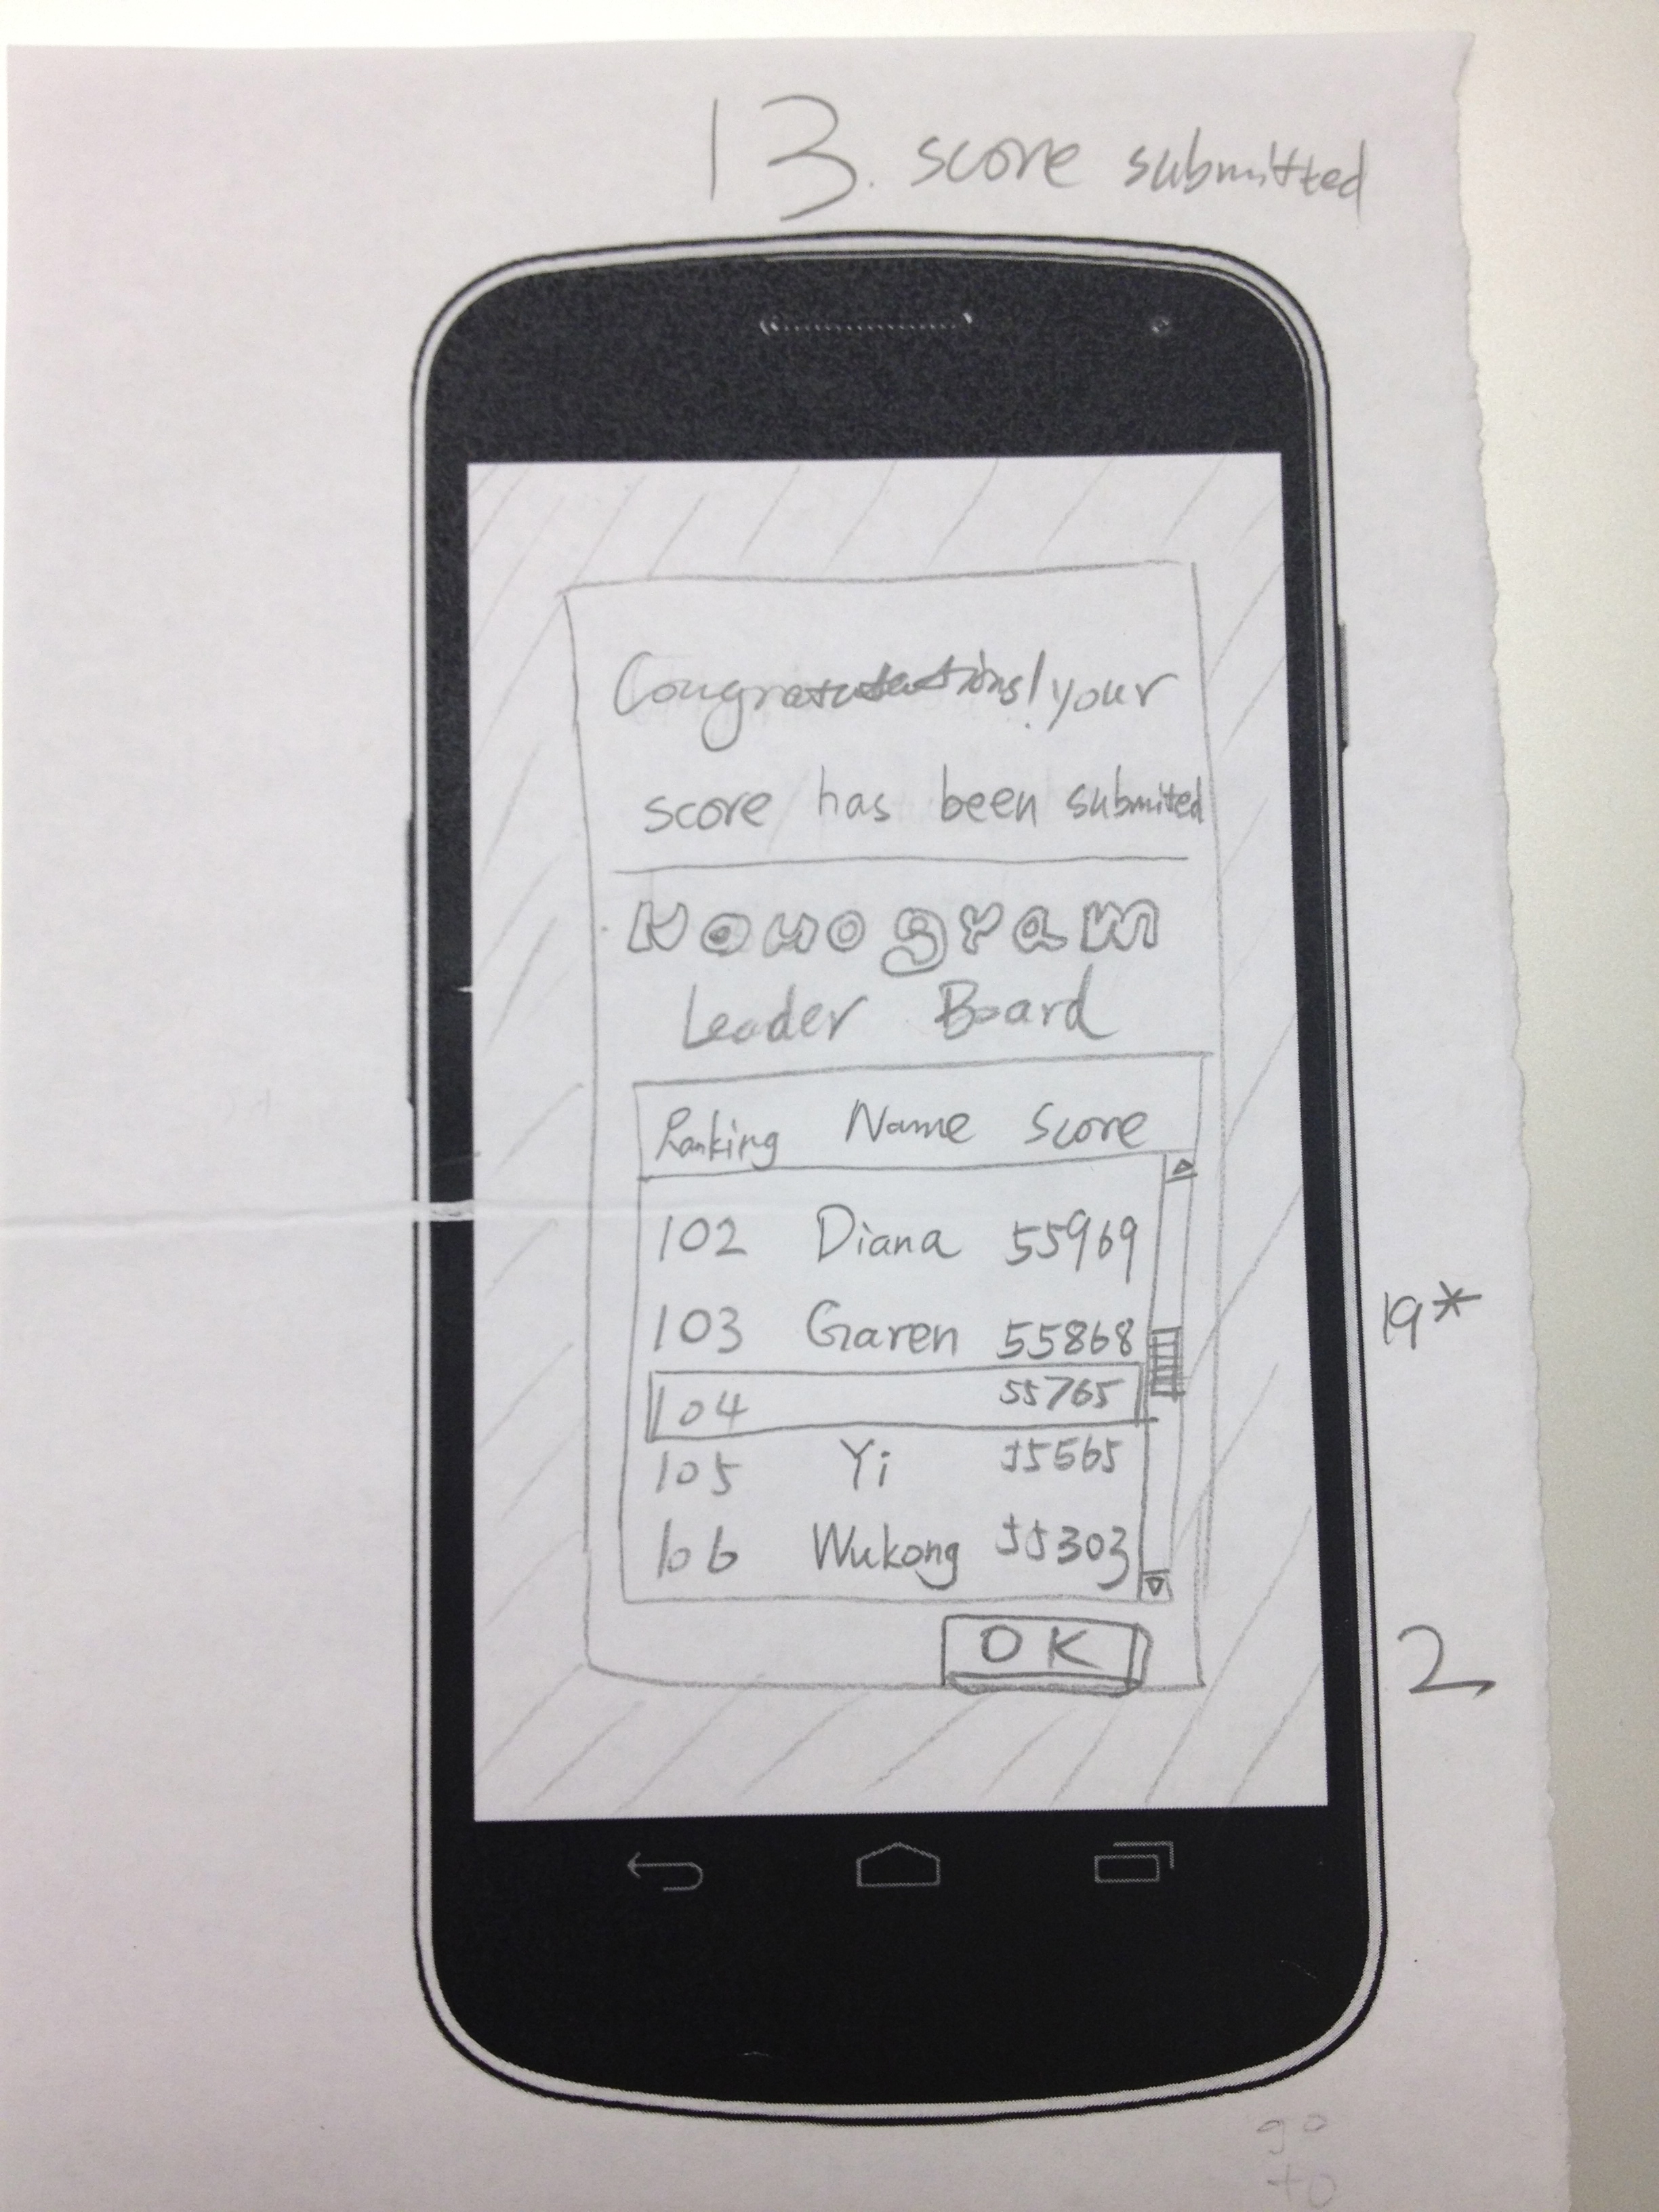 13. score submitted
Congratulations! your
score has been submited
Nonogram
Leader Board
Ranking Name Score
102 Diana 55969
103 Garen 55868
104 55765
105 Yi 55565
106 Wukong 55303
OK
19*
2
go
to